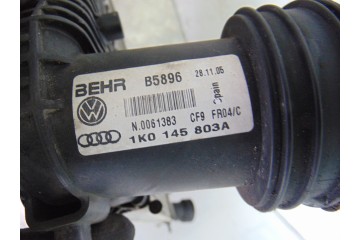 BEHR B5896 28.11.05
Spain
N.0061383 CF9 FR04/C
1K0 145 803A